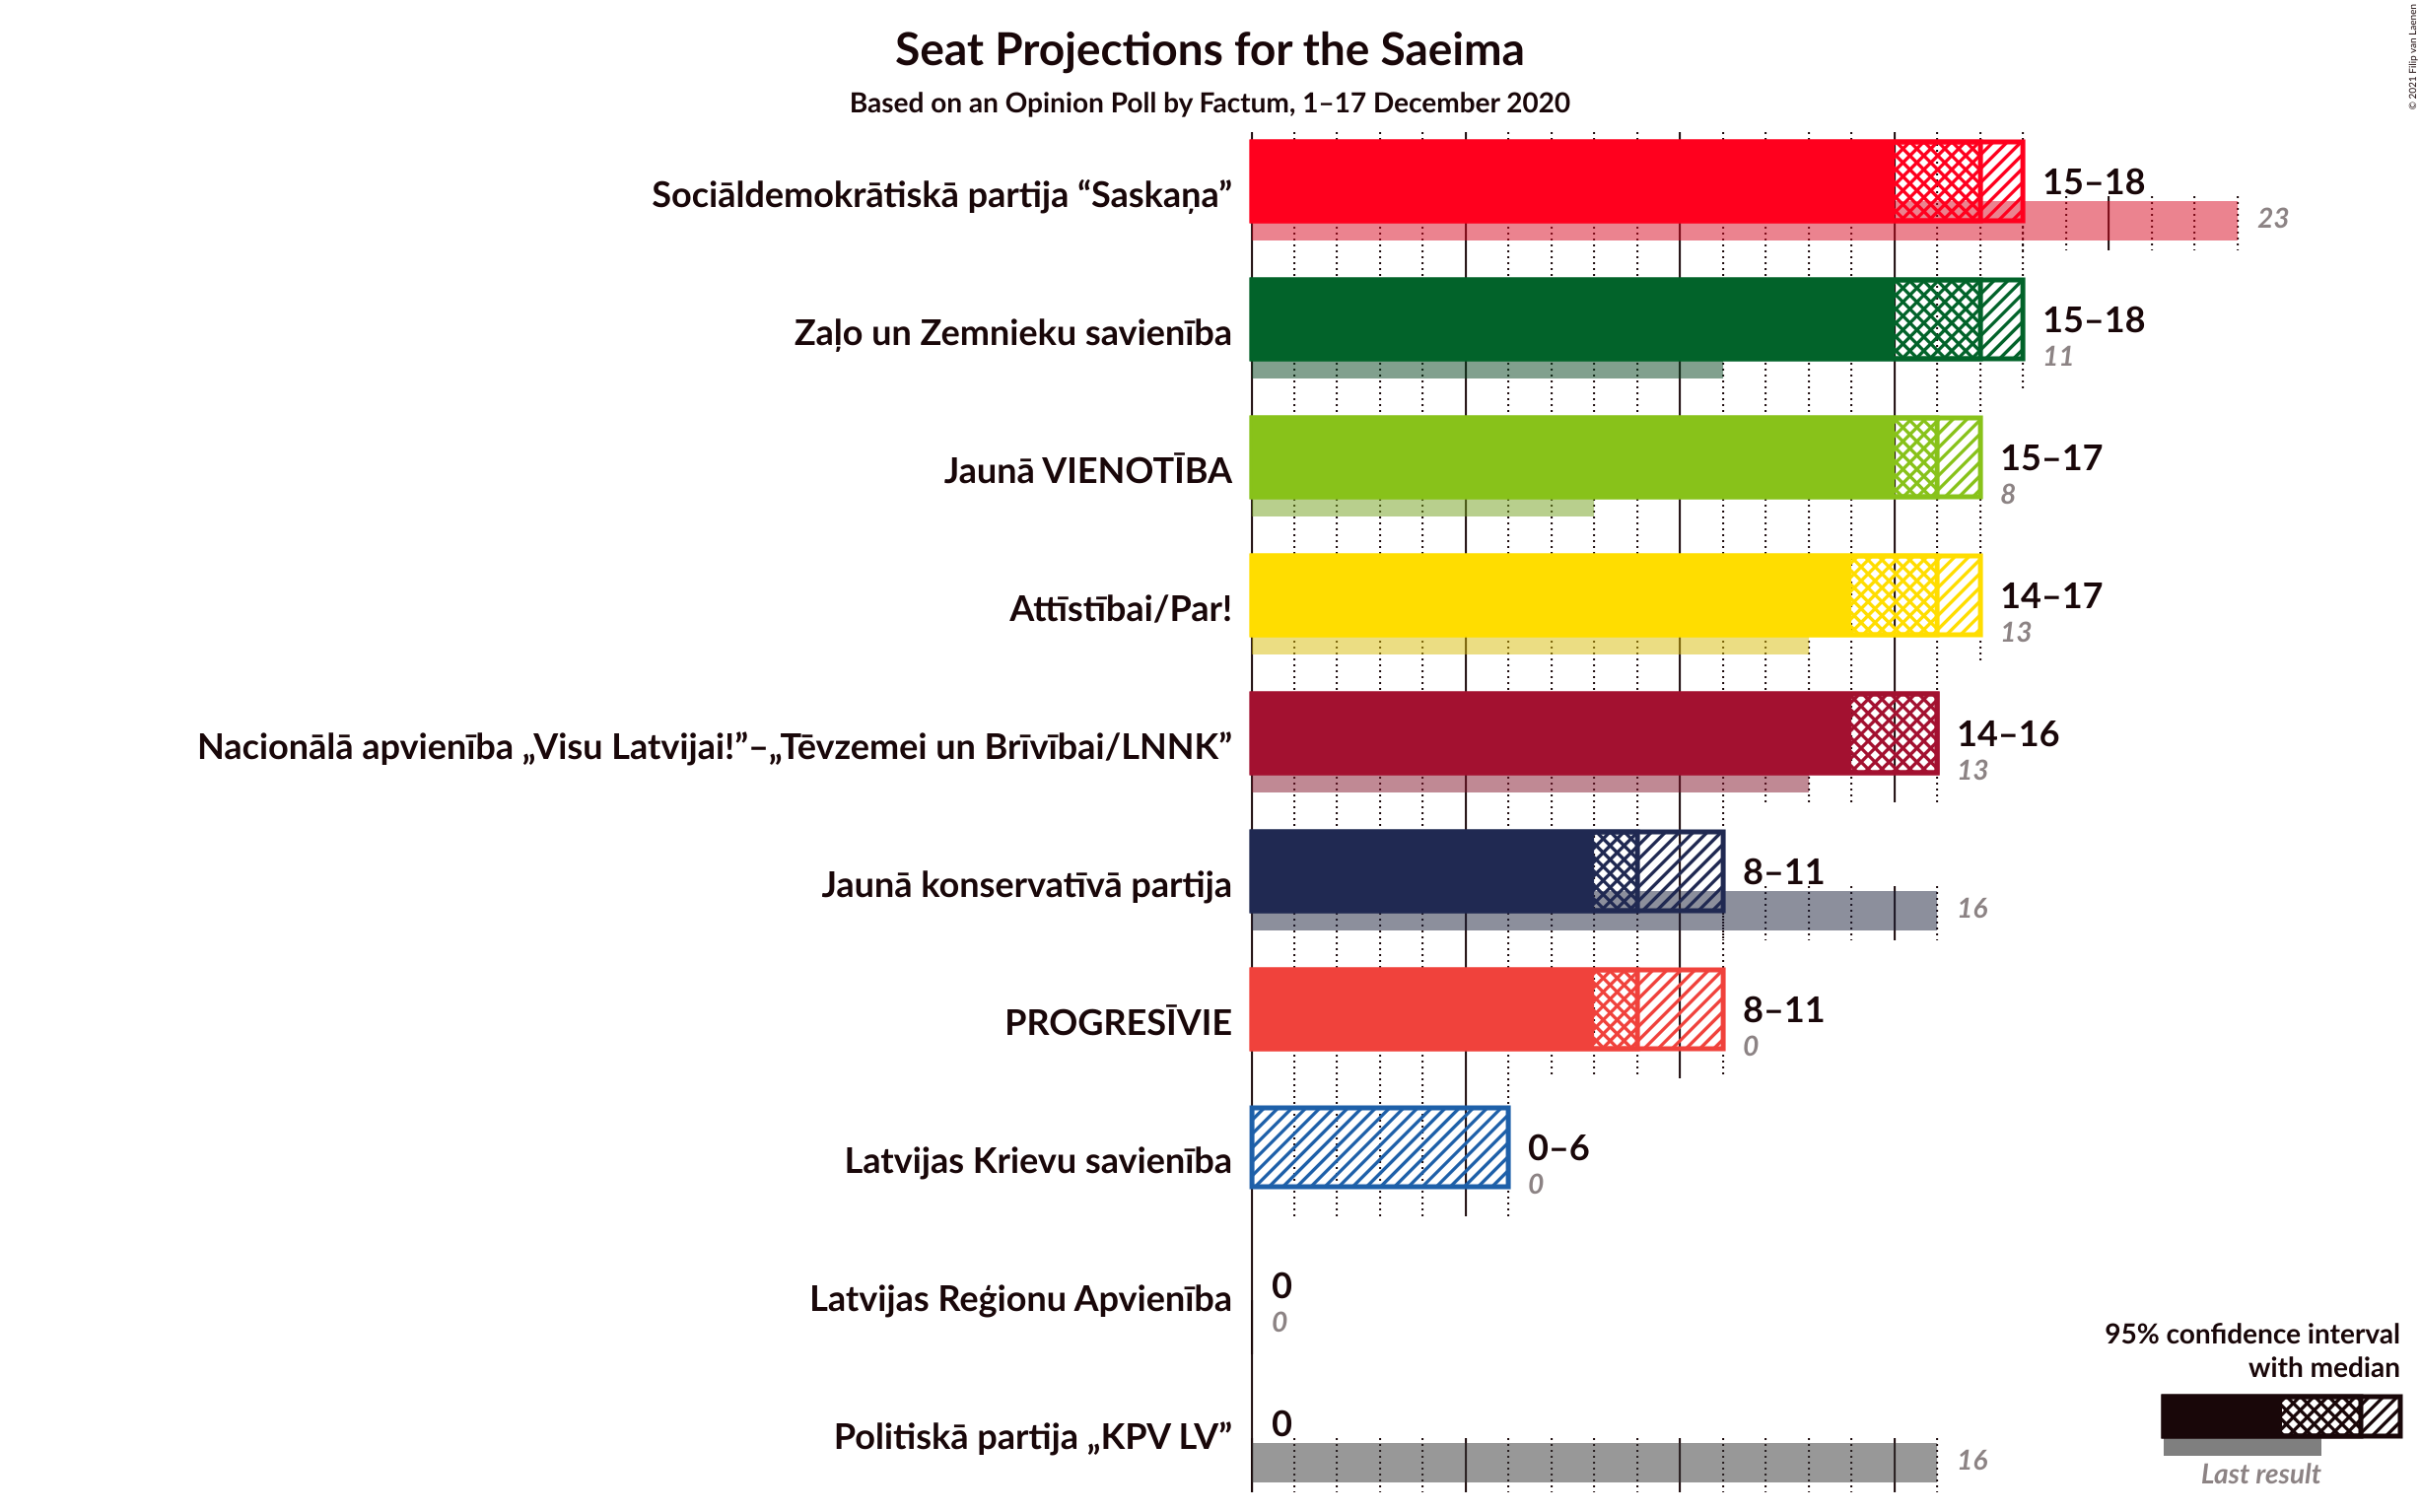 Seat Projections for the Saeima
Based on an Opinion Poll by Factum, 1–17 December 2020
© 2021 Filip van Laenen
Sociāldemokrātiskā partija “Saskaņa”
15–18
23
Zaļo un Zemnieku savienība
15–18
11
Jaunā VIENOTĪBA
15–17
8
Attīstībai/Par!
14–17
13
Nacionālā apvienība „Visu Latvijai!”–„Tēvzemei un Brīvībai/LNNK”
14–16
13
Jaunā konservatīvā partija
8–11
16
PROGRESĪVIE
8–11
0
Latvijas Krievu savienība
0–6
0
Latvijas Reģionu Apvienība
0
0
Politiskā partija „KPV LV”
0
16
95% confidence interval
with median
Last result